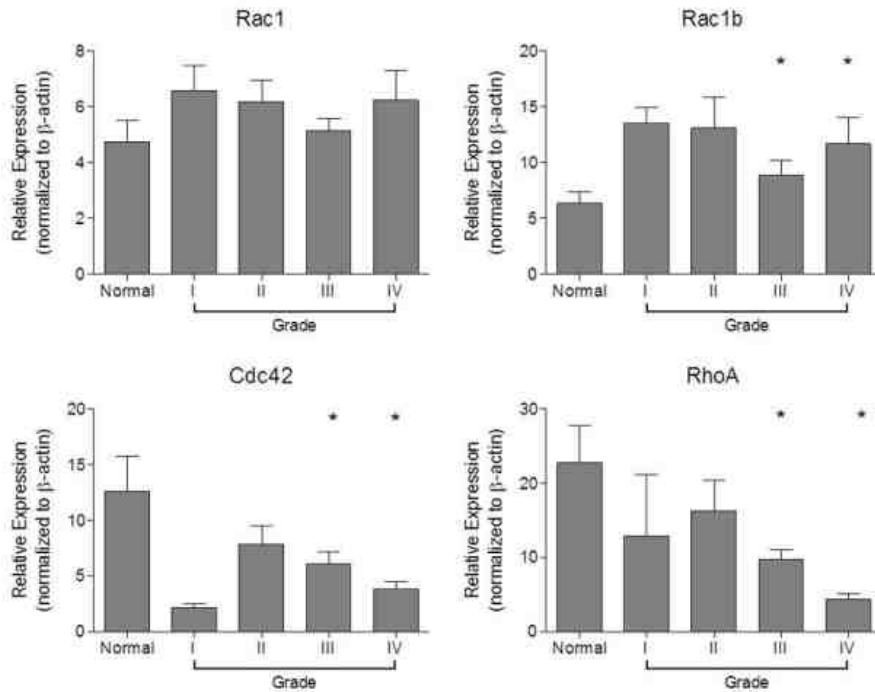 Rac1
Relative Expression
(normalized to β-actin)
8
6
4
2
0
Normal I II III IV
Grade
Rac1b
Relative Expression
(normalized to β-actin)
20
15
10
5
0
* *
Normal I II III IV
Grade
Cdc42
Relative Expression
(normalized to β-actin)
20
15
10
5
0
* *
Normal I II III IV
Grade
RhoA
Relative Expression
(normalized to β-actin)
30
20
10
0
* *
Normal I II III IV
Grade